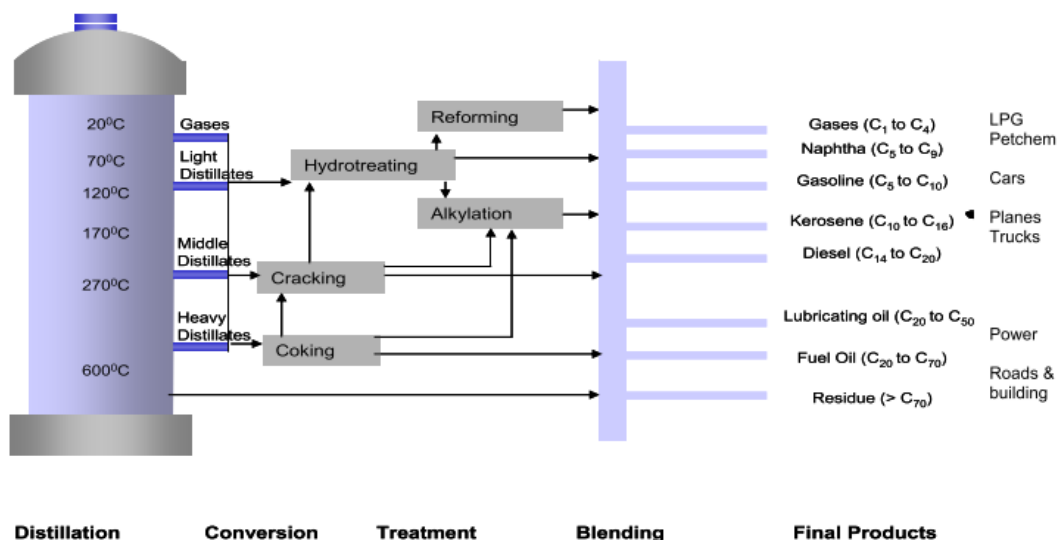 20⁰C
70⁰C
120⁰C
170⁰C
270⁰C
600⁰C
Gases
Light
Distillates
Middle
Distillates
Heavy
Distillates
Reforming
Hydrotreating
Alkylation
Cracking
Coking
Gases (C₁ to C₄)
Naphtha (C₅ to C₉)
Gasoline (C₅ to C₁₀)
Kerosene (C₁₀ to C₁₆)
Diesel (C₁₄ to C₂₀)
Lubricating oil (C₂₀ to C₅₀
Fuel Oil (C₂₀ to C₇₀)
Residue (> C₇₀)
LPG
Petchem
Cars
Planes
Trucks
Power
Roads &
building
Distillation
Conversion
Treatment
Blending
Final Products